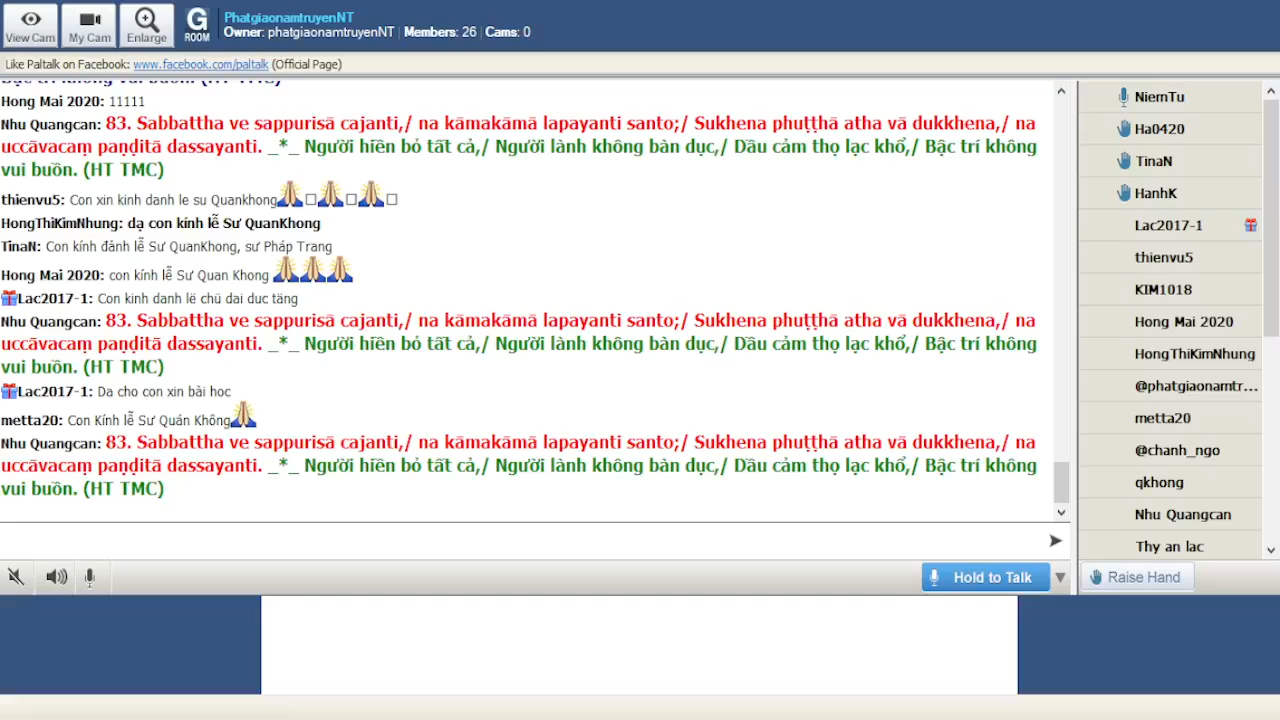 View Cam
My Cam
Enlarge
G
ROOM
PhatgiaonamtruyenNT
Owner: phatgiaonamtruyenNT | Members: 26 | Cams: 0
Like Paltalk on Facebook: www.facebook.com/paltalk (Official Page)
Hong Mai 2020: 11111
Nhu Quangcan: 83. Sabbattha ve sappurisā cajanti,/ na kāmakāmā lapayanti santo;/ Sukhena phuṭṭhā atha vā dukkhena,/ na
uccāvacaṃ paṇḍitā dassayanti. _*_ Người hiền bỏ tất cả,/ Người lành không bàn dục,/ Dầu cảm thọ lạc khổ,/ Bậc trí không
vui buồn. (HT TMC)
thienvu5: Con xin kinh danh le su Quankhong
HongThiKimNhung: dạ con kính lễ Sư QuanKhong
TinaN: Con kính đảnh lễ Sư QuanKhong, sư Pháp Trang
Hong Mai 2020: con kính lễ Sư Quan Khong
Lac2017-1: Con kinh danh lë chü dai duc täng
Nhu Quangcan: 83. Sabbattha ve sappurisā cajanti,/ na kāmakāmā lapayanti santo;/ Sukhena phuṭṭhā atha vā dukkhena,/ na
uccāvacaṃ paṇḍitā dassayanti. _*_ Người hiền bỏ tất cả,/ Người lành không bàn dục,/ Dầu cảm thọ lạc khổ,/ Bậc trí không
vui buồn. (HT TMC)
Lac2017-1: Da cho con xin bài học
metta20: Con Kính lễ Sư Quán Không
Nhu Quangcan: 83. Sabbattha ve sappurisā cajanti,/ na kāmakāmā lapayanti santo;/ Sukhena phuṭṭhā atha vā dukkhena,/ na
uccāvacaṃ paṇḍitā dassayanti. _*_ Người hiền bỏ tất cả,/ Người lành không bàn dục,/ Dầu cảm thọ lạc khổ,/ Bậc trí không
vui buồn. (HT TMC)
Hold to Talk
NiemTu
Ha0420
TinaN
HanhK
Lac2017-1
thienvu5
KIM1018
Hong Mai 2020
HongThiKimNhung
@phatgiaonamtr...
metta20
@chanh_ngo
qkhong
Nhu Quangcan
Thy an lac
Raise Hand